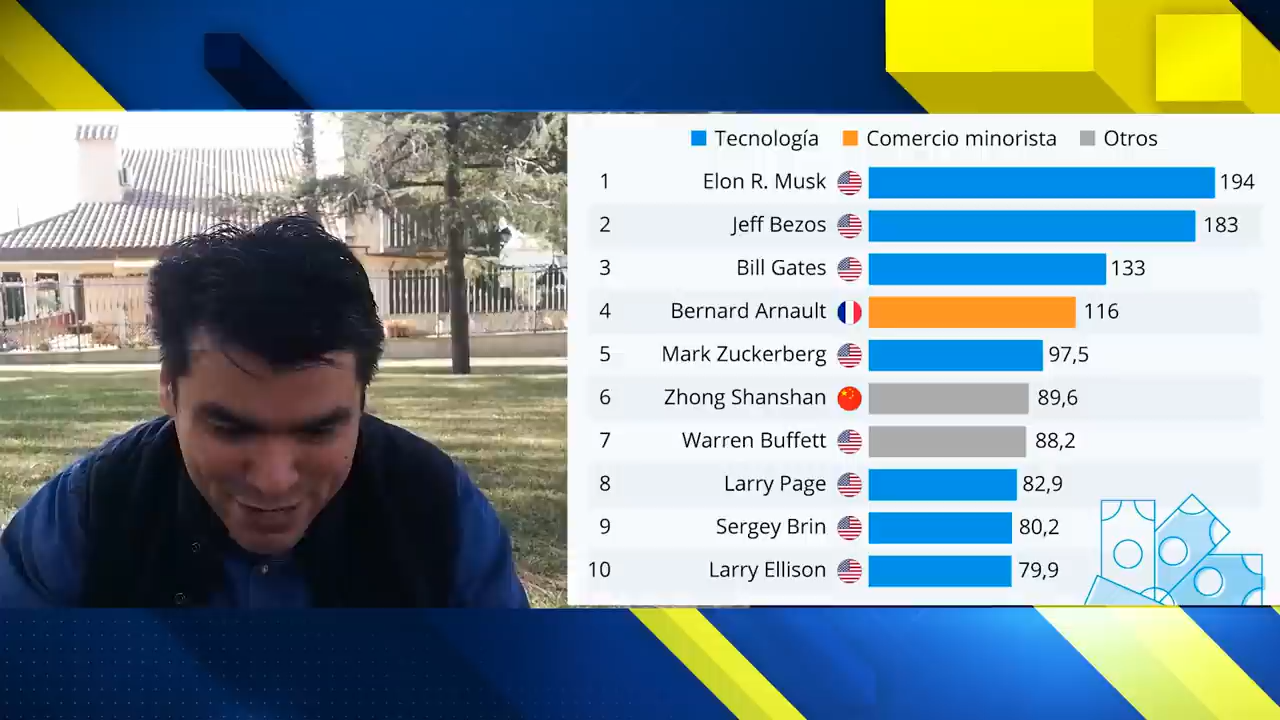 Tecnología Comercio minorista Otros
1 Elon R. Musk 194
2 Jeff Bezos 183
3 Bill Gates 133
4 Bernard Arnault 116
5 Mark Zuckerberg 97,5
6 Zhong Shanshan 89,6
7 Warren Buffett 88,2
8 Larry Page 82,9
9 Sergey Brin 80,2
10 Larry Ellison 79,9